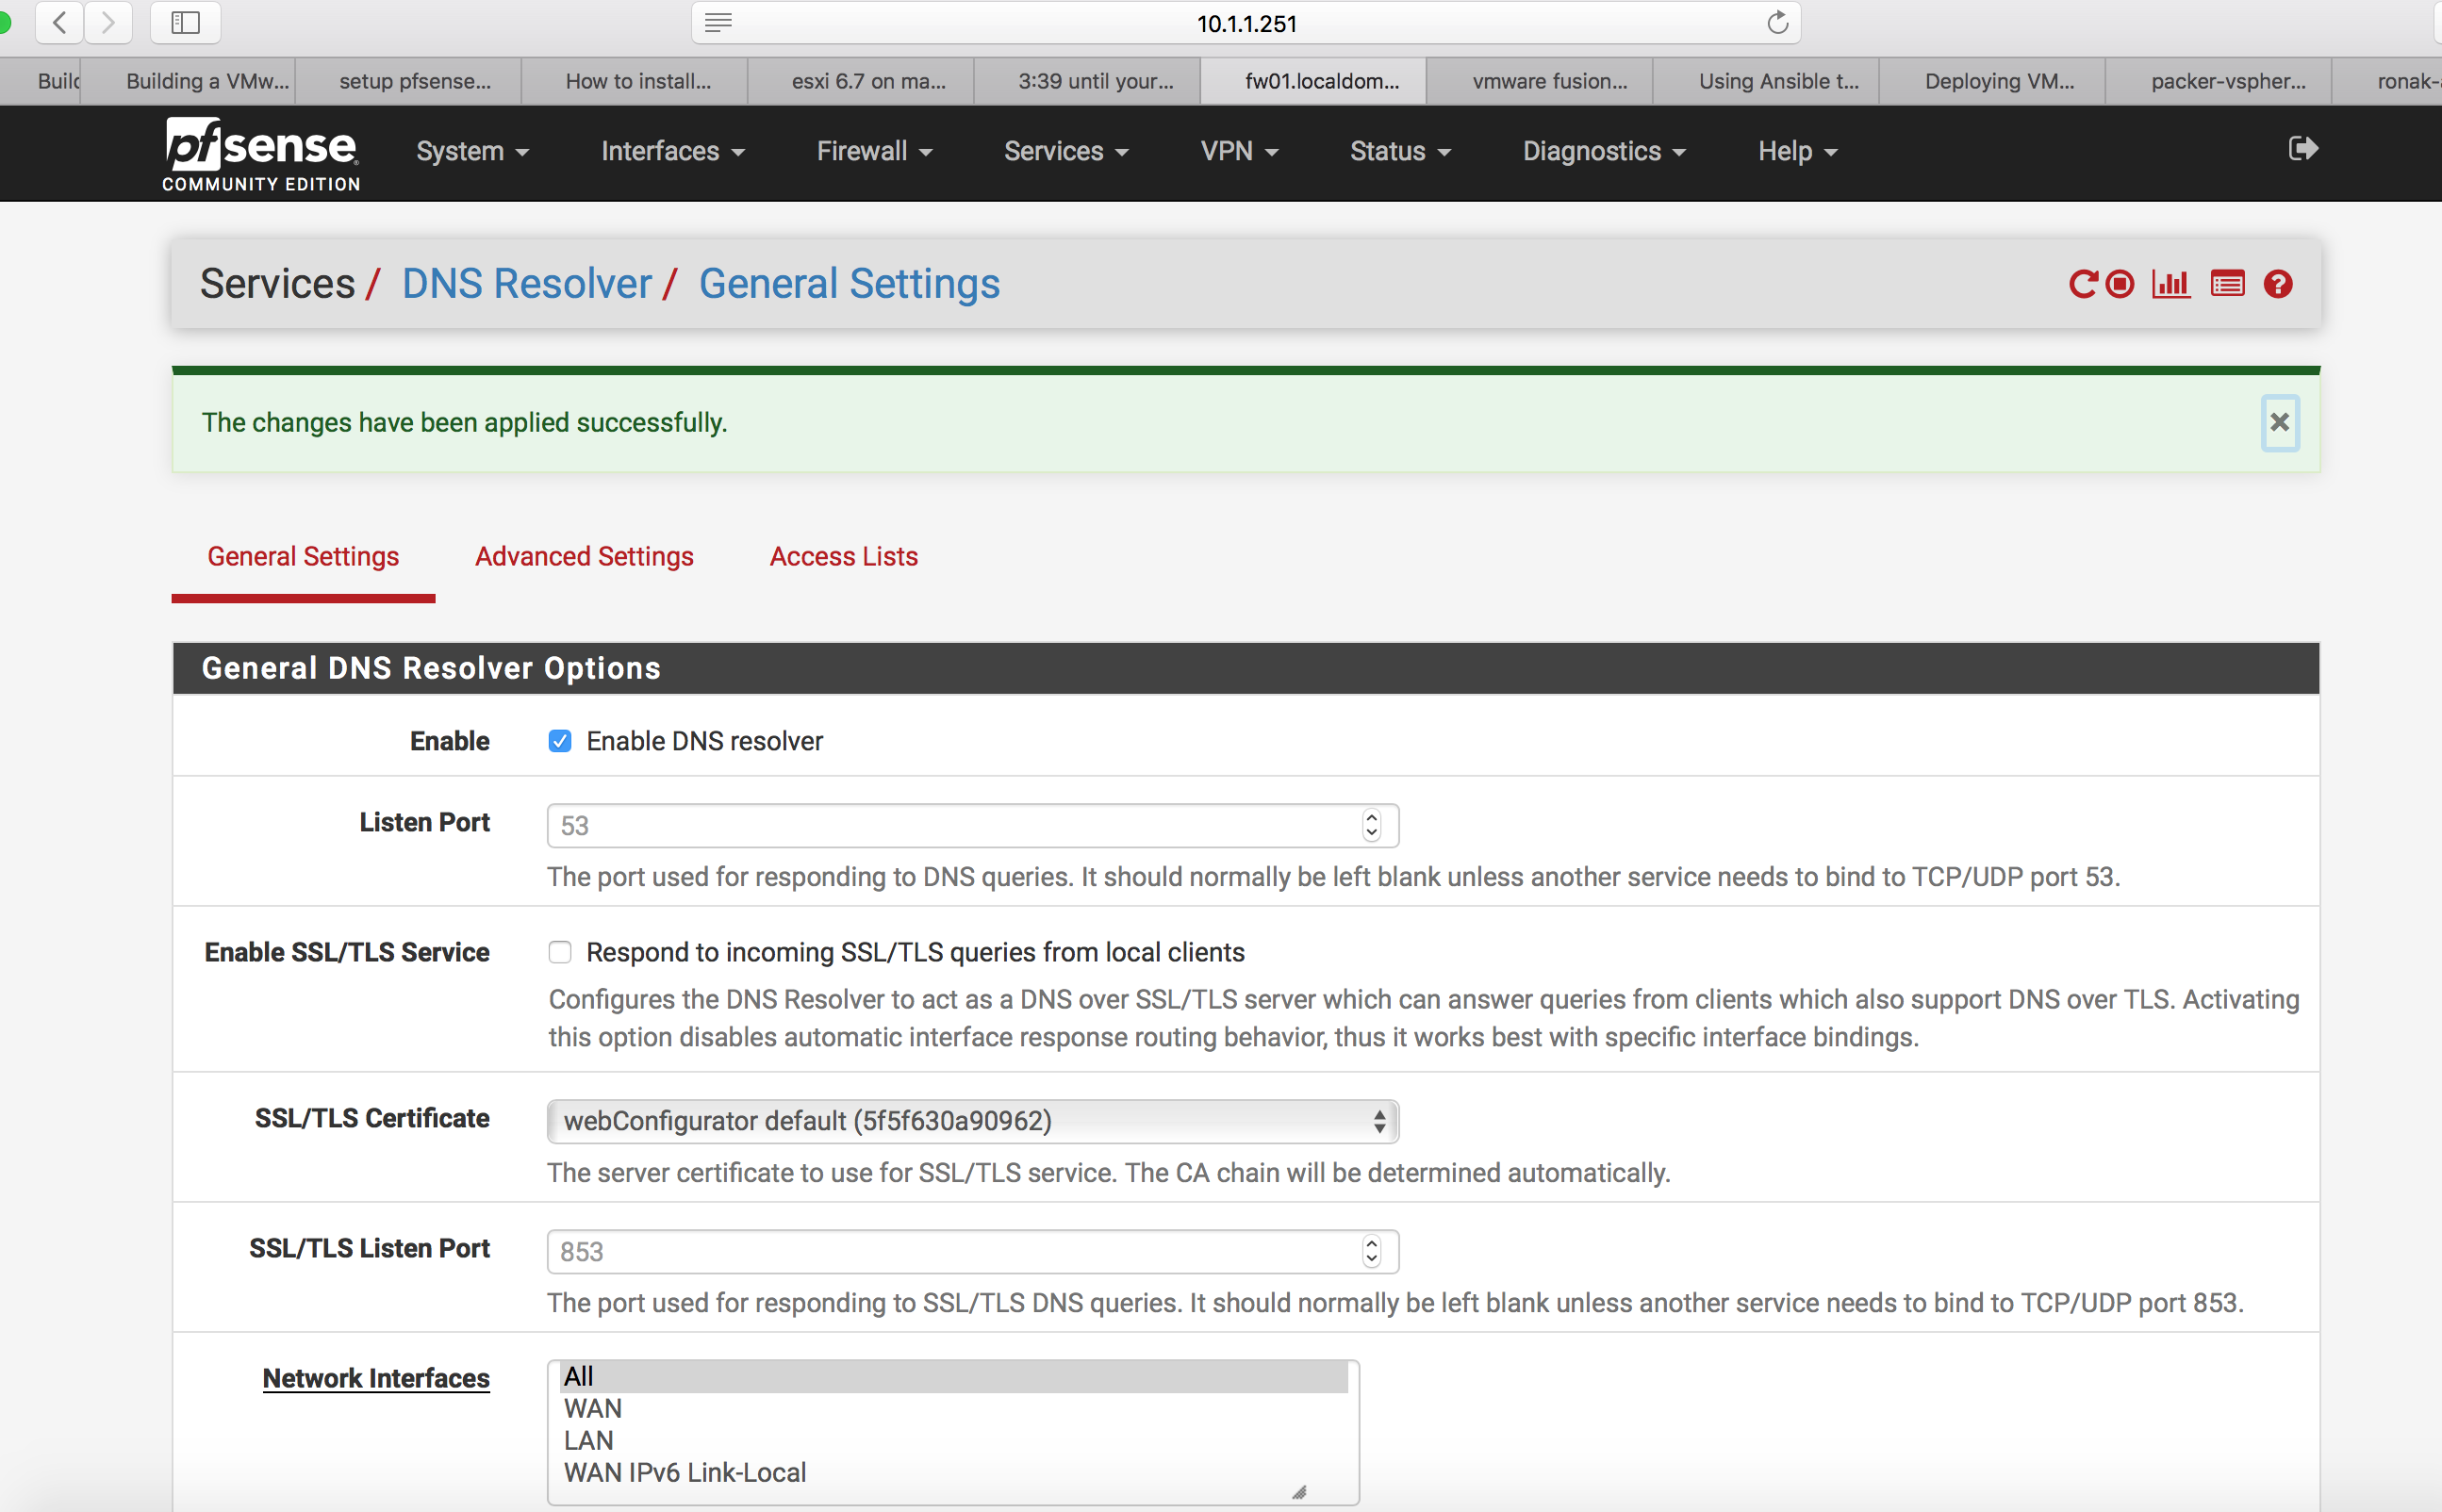 10.1.1.251
Building a VMw...
setup pfsense...
How to install...
esxi 6.7 on ma...
3:39 until your...
fw01.localdom...
vmware fusion...
Using Ansible t...
Deploying VM...
packer-vspher...
ronak-
pfsense
COMMUNITY EDITION
System
Interfaces
Firewall
Services
VPN
Status
Diagnostics
Help
Services / DNS Resolver / General Settings
The changes have been applied successfully.
General Settings
Advanced Settings
Access Lists
General DNS Resolver Options
Enable
Enable DNS resolver
Listen Port
53
The port used for responding to DNS queries. It should normally be left blank unless another service needs to bind to TCP/UDP port 53.
Enable SSL/TLS Service
Respond to incoming SSL/TLS queries from local clients
Configures the DNS Resolver to act as a DNS over SSL/TLS server which can answer queries from clients which also support DNS over TLS. Activating
this option disables automatic interface response routing behavior, thus it works best with specific interface bindings.
SSL/TLS Certificate
webConfigurator default (5f5f630a90962)
The server certificate to use for SSL/TLS service. The CA chain will be determined automatically.
SSL/TLS Listen Port
853
The port used for responding to SSL/TLS DNS queries. It should normally be left blank unless another service needs to bind to TCP/UDP port 853.
Network Interfaces
All
WAN
LAN
WAN IPv6 Link-Local